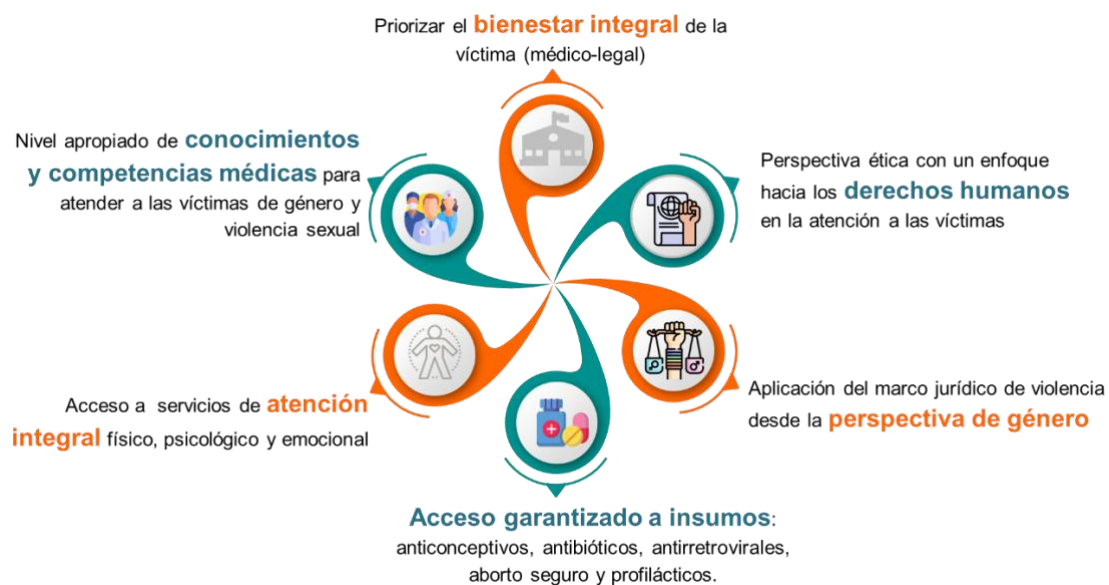 Priorizar el bienestar integral de la
víctima (médico-legal)
Nivel apropiado de conocimientos
y competencias médicas para
atender a las víctimas de género y
violencia sexual
Perspectiva ética con un enfoque
hacia los derechos humanos
en la atención a las víctimas
Acceso a servicios de atención
integral físico, psicológico y emocional
Aplicación del marco jurídico de violencia
desde la perspectiva de género
Acceso garantizado a insumos:
anticonceptivos, antibióticos, antirretrovirales,
aborto seguro y profilácticos.